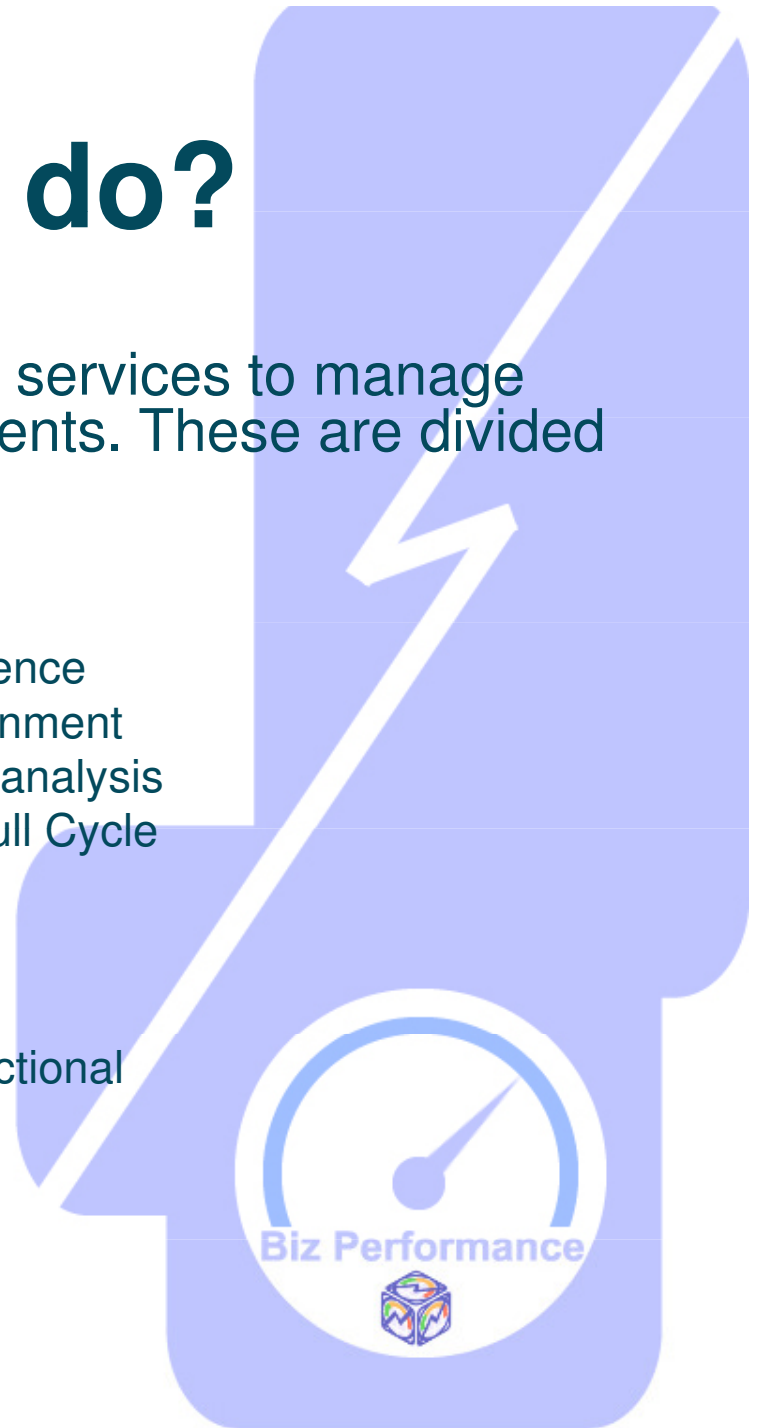 do?
services to manage
ents. These are divided
ence
nment
analysis
ull Cycle
ctional
Biz Performance